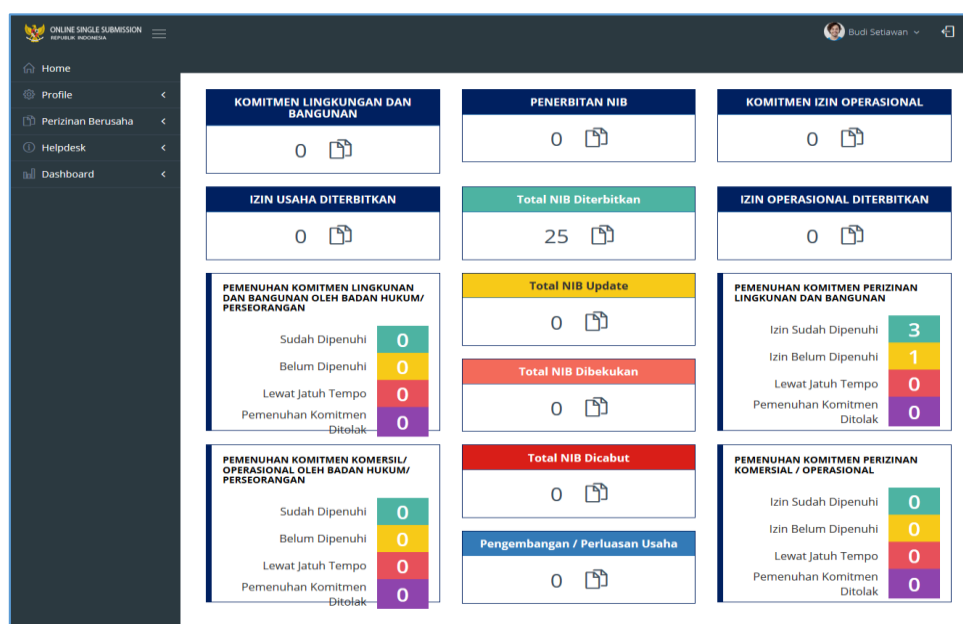 ONLINE SINGLE SUBMISSION
REPUBLIK INDONESIA
Budi Setiawan
Home
Profile
Perizinan Berusaha
Helpdesk
Dashboard
KOMITMEN LINGKUNGAN DAN
BANGUNAN
0
PENERBITAN NIB
0
KOMITMEN IZIN OPERASIONAL
0
IZIN USAHA DITERBITKAN
0
Total NIB Diterbitkan
25
IZIN OPERASIONAL DITERBITKAN
0
PEMENUHAN KOMITMEN LINGKUNAN
DAN BANGUNAN OLEH BADAN HUKUM/
PERSEORANGAN
Sudah Dipenuhi 0
Belum Dipenuhi 0
Lewat Jatuh Tempo 0
Pemenuhan Komitmen
Ditolak 0
Total NIB Update
0
Total NIB Dibekukan
0
PEMENUHAN KOMITMEN PERIZINAN
LINGKUNAN DAN BANGUNAN
Izin Sudah Dipenuhi 3
Izin Belum Dipenuhi 1
Lewat Jatuh Tempo 0
Pemenuhan Komitmen
Ditolak 0
PEMENUHAN KOMITMEN KOMERSIL/
OPERASIONAL OLEH BADAN HUKUM/
PERSEORANGAN
Sudah Dipenuhi 0
Belum Dipenuhi 0
Lewat Jatuh Tempo 0
Pemenuhan Komitmen
Ditolak 0
Total NIB Dicabut
0
Pengembangan / Perluasan Usaha
0
PEMENUHAN KOMITMEN PERIZINAN
KOMERSIAL / OPERASIONAL
Izin Sudah Dipenuhi 0
Izin Belum Dipenuhi 0
Lewat Jatuh Tempo 0
Pemenuhan Komitmen
Ditolak 0